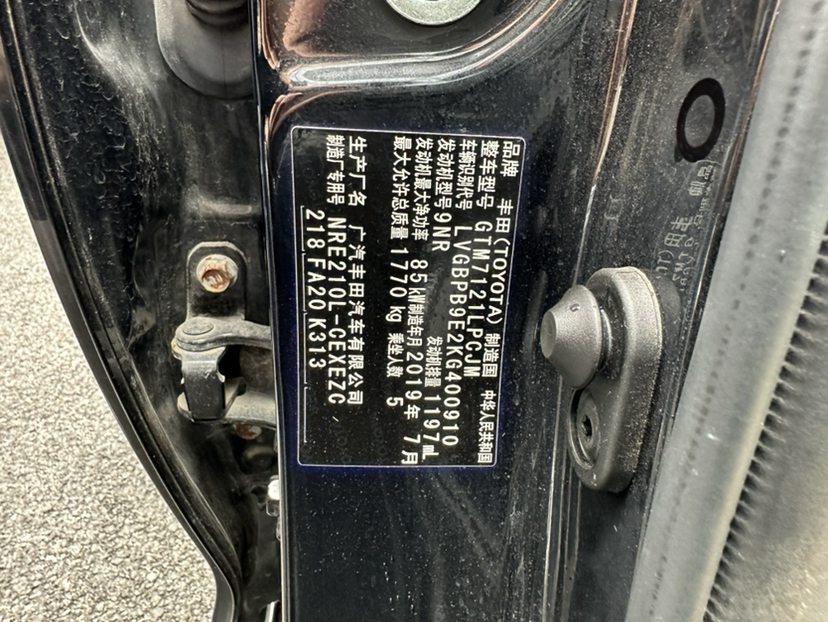 品牌 丰田(TOYOTA) 制造国 中华人民共和国
整车型号 GTM7121LPCJM
车辆识别代号 LVGBPB9E2KG400910
发动机型号 9NR 发动机排量 1197mL
发动机最大净功率 85kW 制造年月 2019年7月
最大允许总质量 1770kg 乘坐人数 5
生产厂名 广汽丰田汽车有限公司
制造厂专用号 NRE210L-CEXEZC
218 FA20 K313